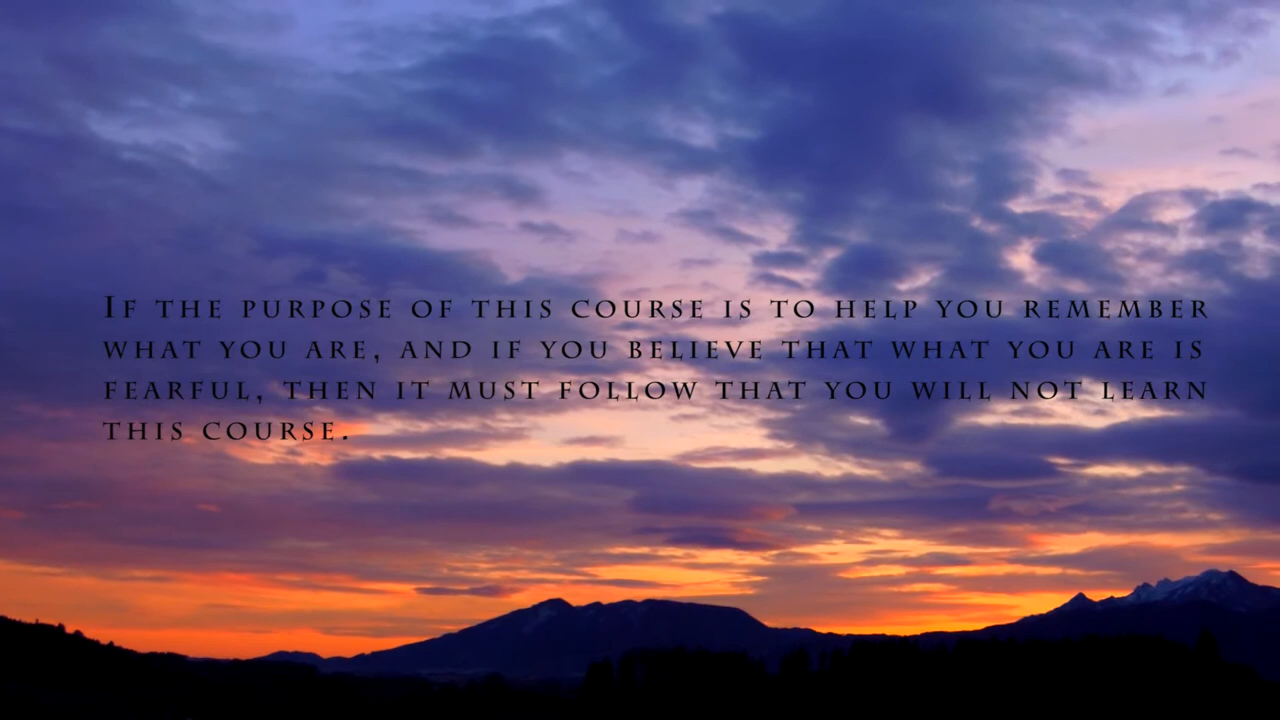 If the purpose of this course is to help you remember
what you are, and if you believe that what you are is
fearful, then it must follow that you will not learn
this course.